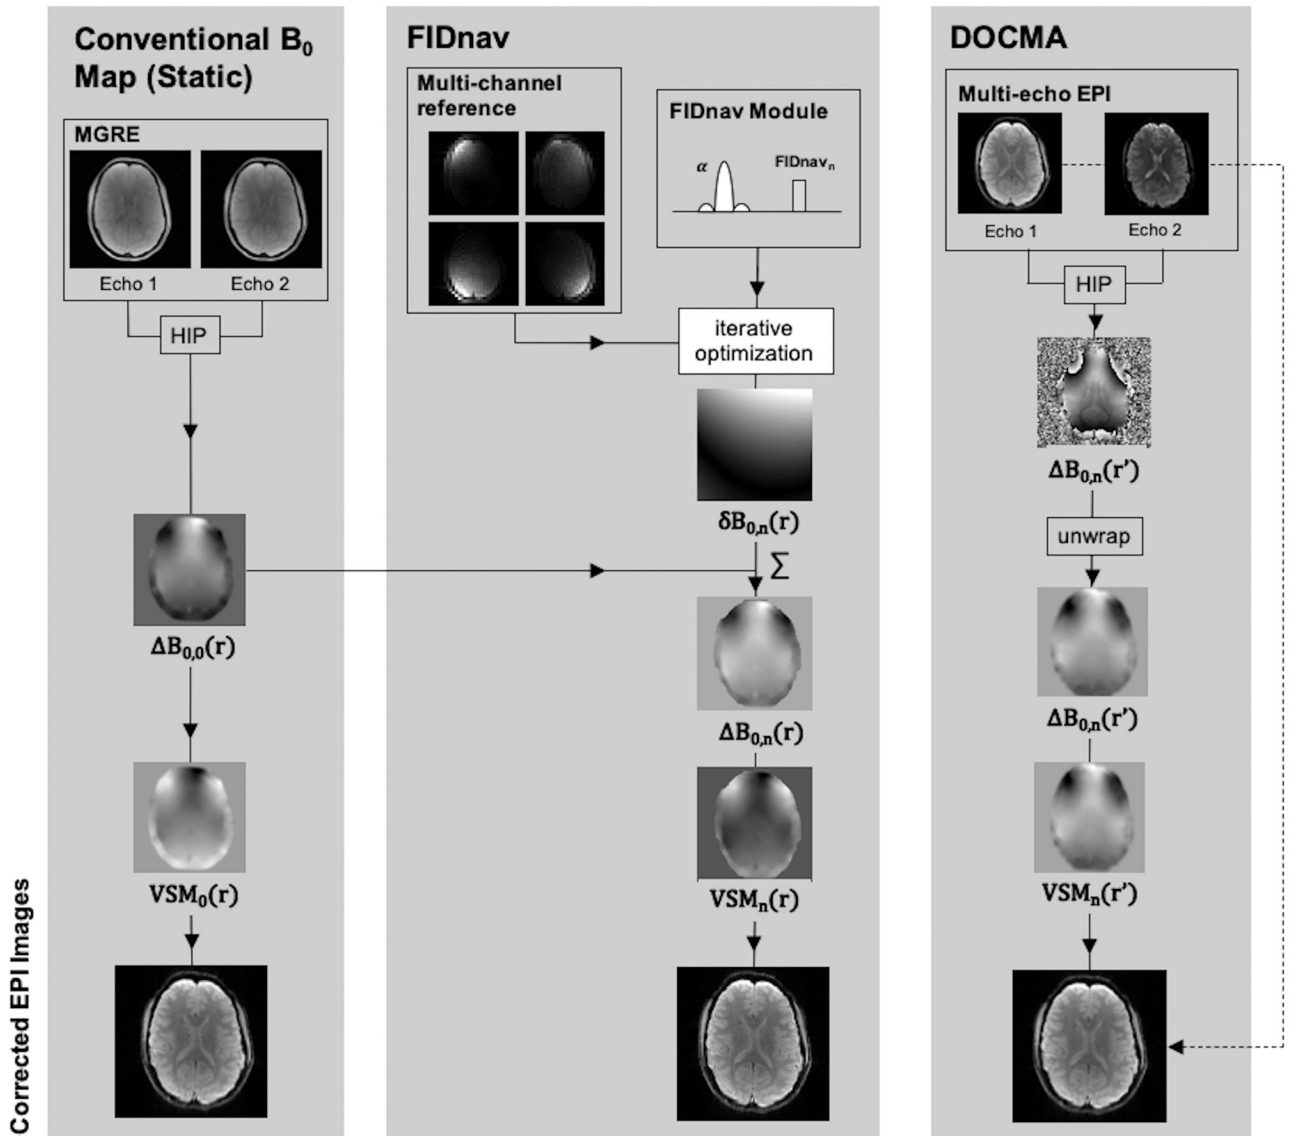 Conventional B₀
Map (Static)
MGRE
Echo 1
Echo 2
HIP
ΔB₀,₀(r)
VSM₀(r)
FIDnav
Multi-channel
reference
FIDnav Module
α
FIDnavₙ
iterative
optimization
δB₀,ₙ(r)
Σ
ΔB₀,ₙ(r)
VSMₙ(r)
DOCMA
Multi-echo EPI
Echo 1
Echo 2
HIP
ΔB₀,ₙ(r’)
unwrap
ΔB₀,ₙ(r’)
VSMₙ(r’)
Corrected EPI Images